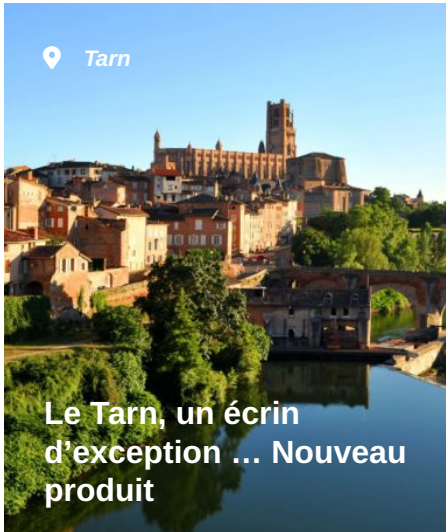 Tarn
Le Tarn, un écrin
d’exception ... Nouveau
produit